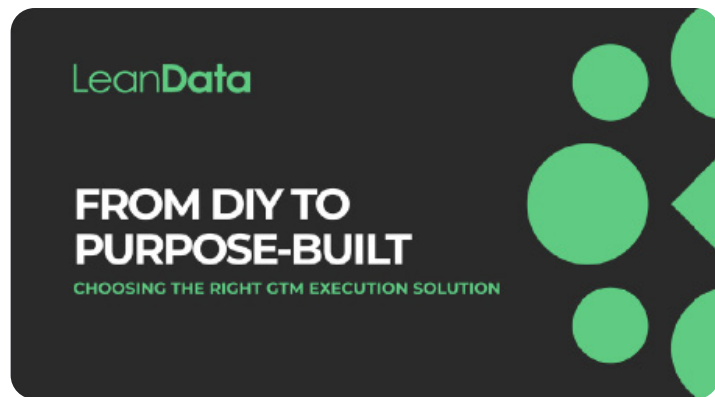 LeanData
FROM DIY TO
PURPOSE-BUILT
CHOOSING THE RIGHT GTM EXECUTION SOLUTION